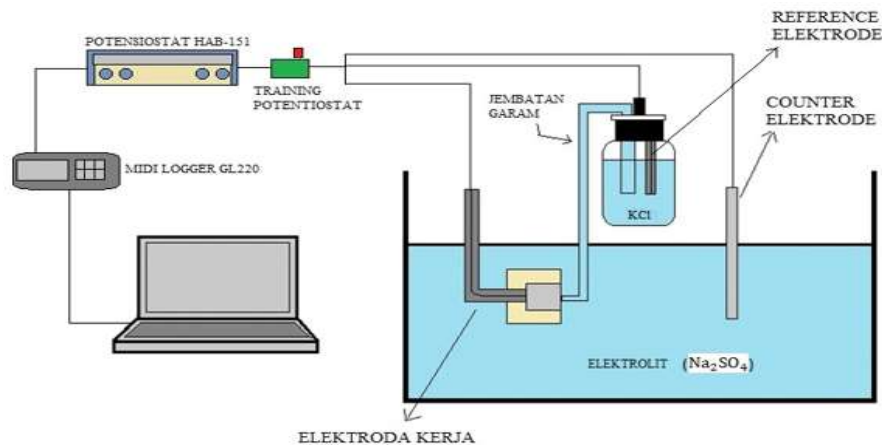 REFERENCE
ELEKTRODE
POTENSIOSTAT HAB-151
TRAINING
POTENTIOSTAT
JEMBATAN
GARAM
COUNTER
ELEKTRODE
MIDI LOGGER GL220
KCl
ELEKTROLIT (Na₂SO₄)
ELEKTRODA KERJA